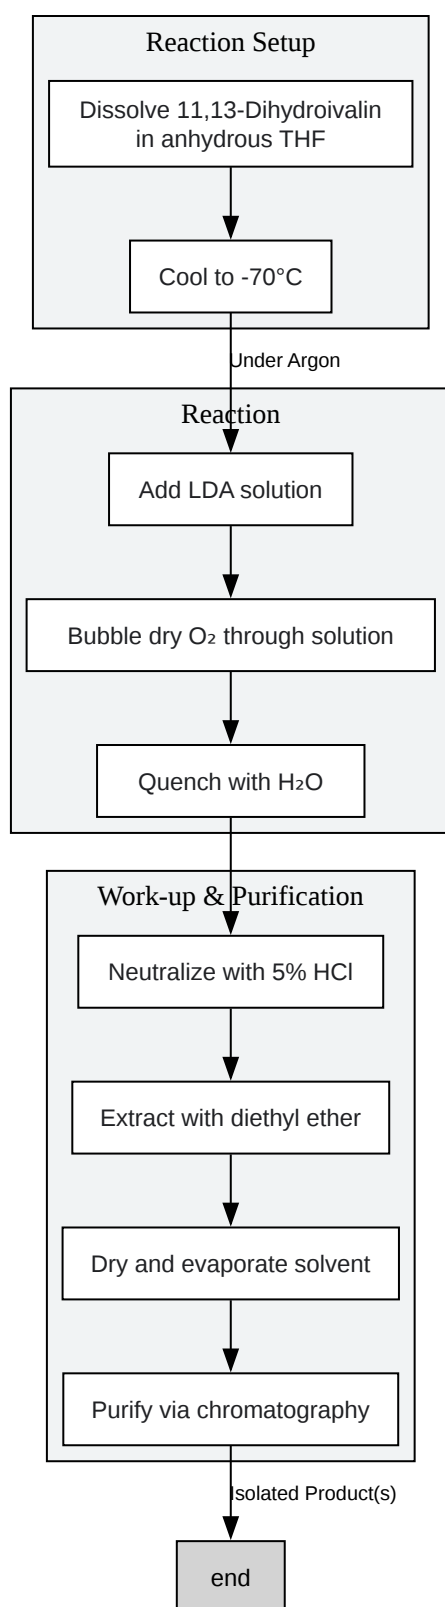 Reaction Setup
Dissolve 11,13-Dihydroivalin
in anhydrous THF
Cool to -70°C
Under Argon
Reaction
Add LDA solution
Bubble dry O₂ through solution
Quench with H₂O
Work-up & Purification
Neutralize with 5% HCl
Extract with diethyl ether
Dry and evaporate solvent
Purify via chromatography
Isolated Product(s)
end